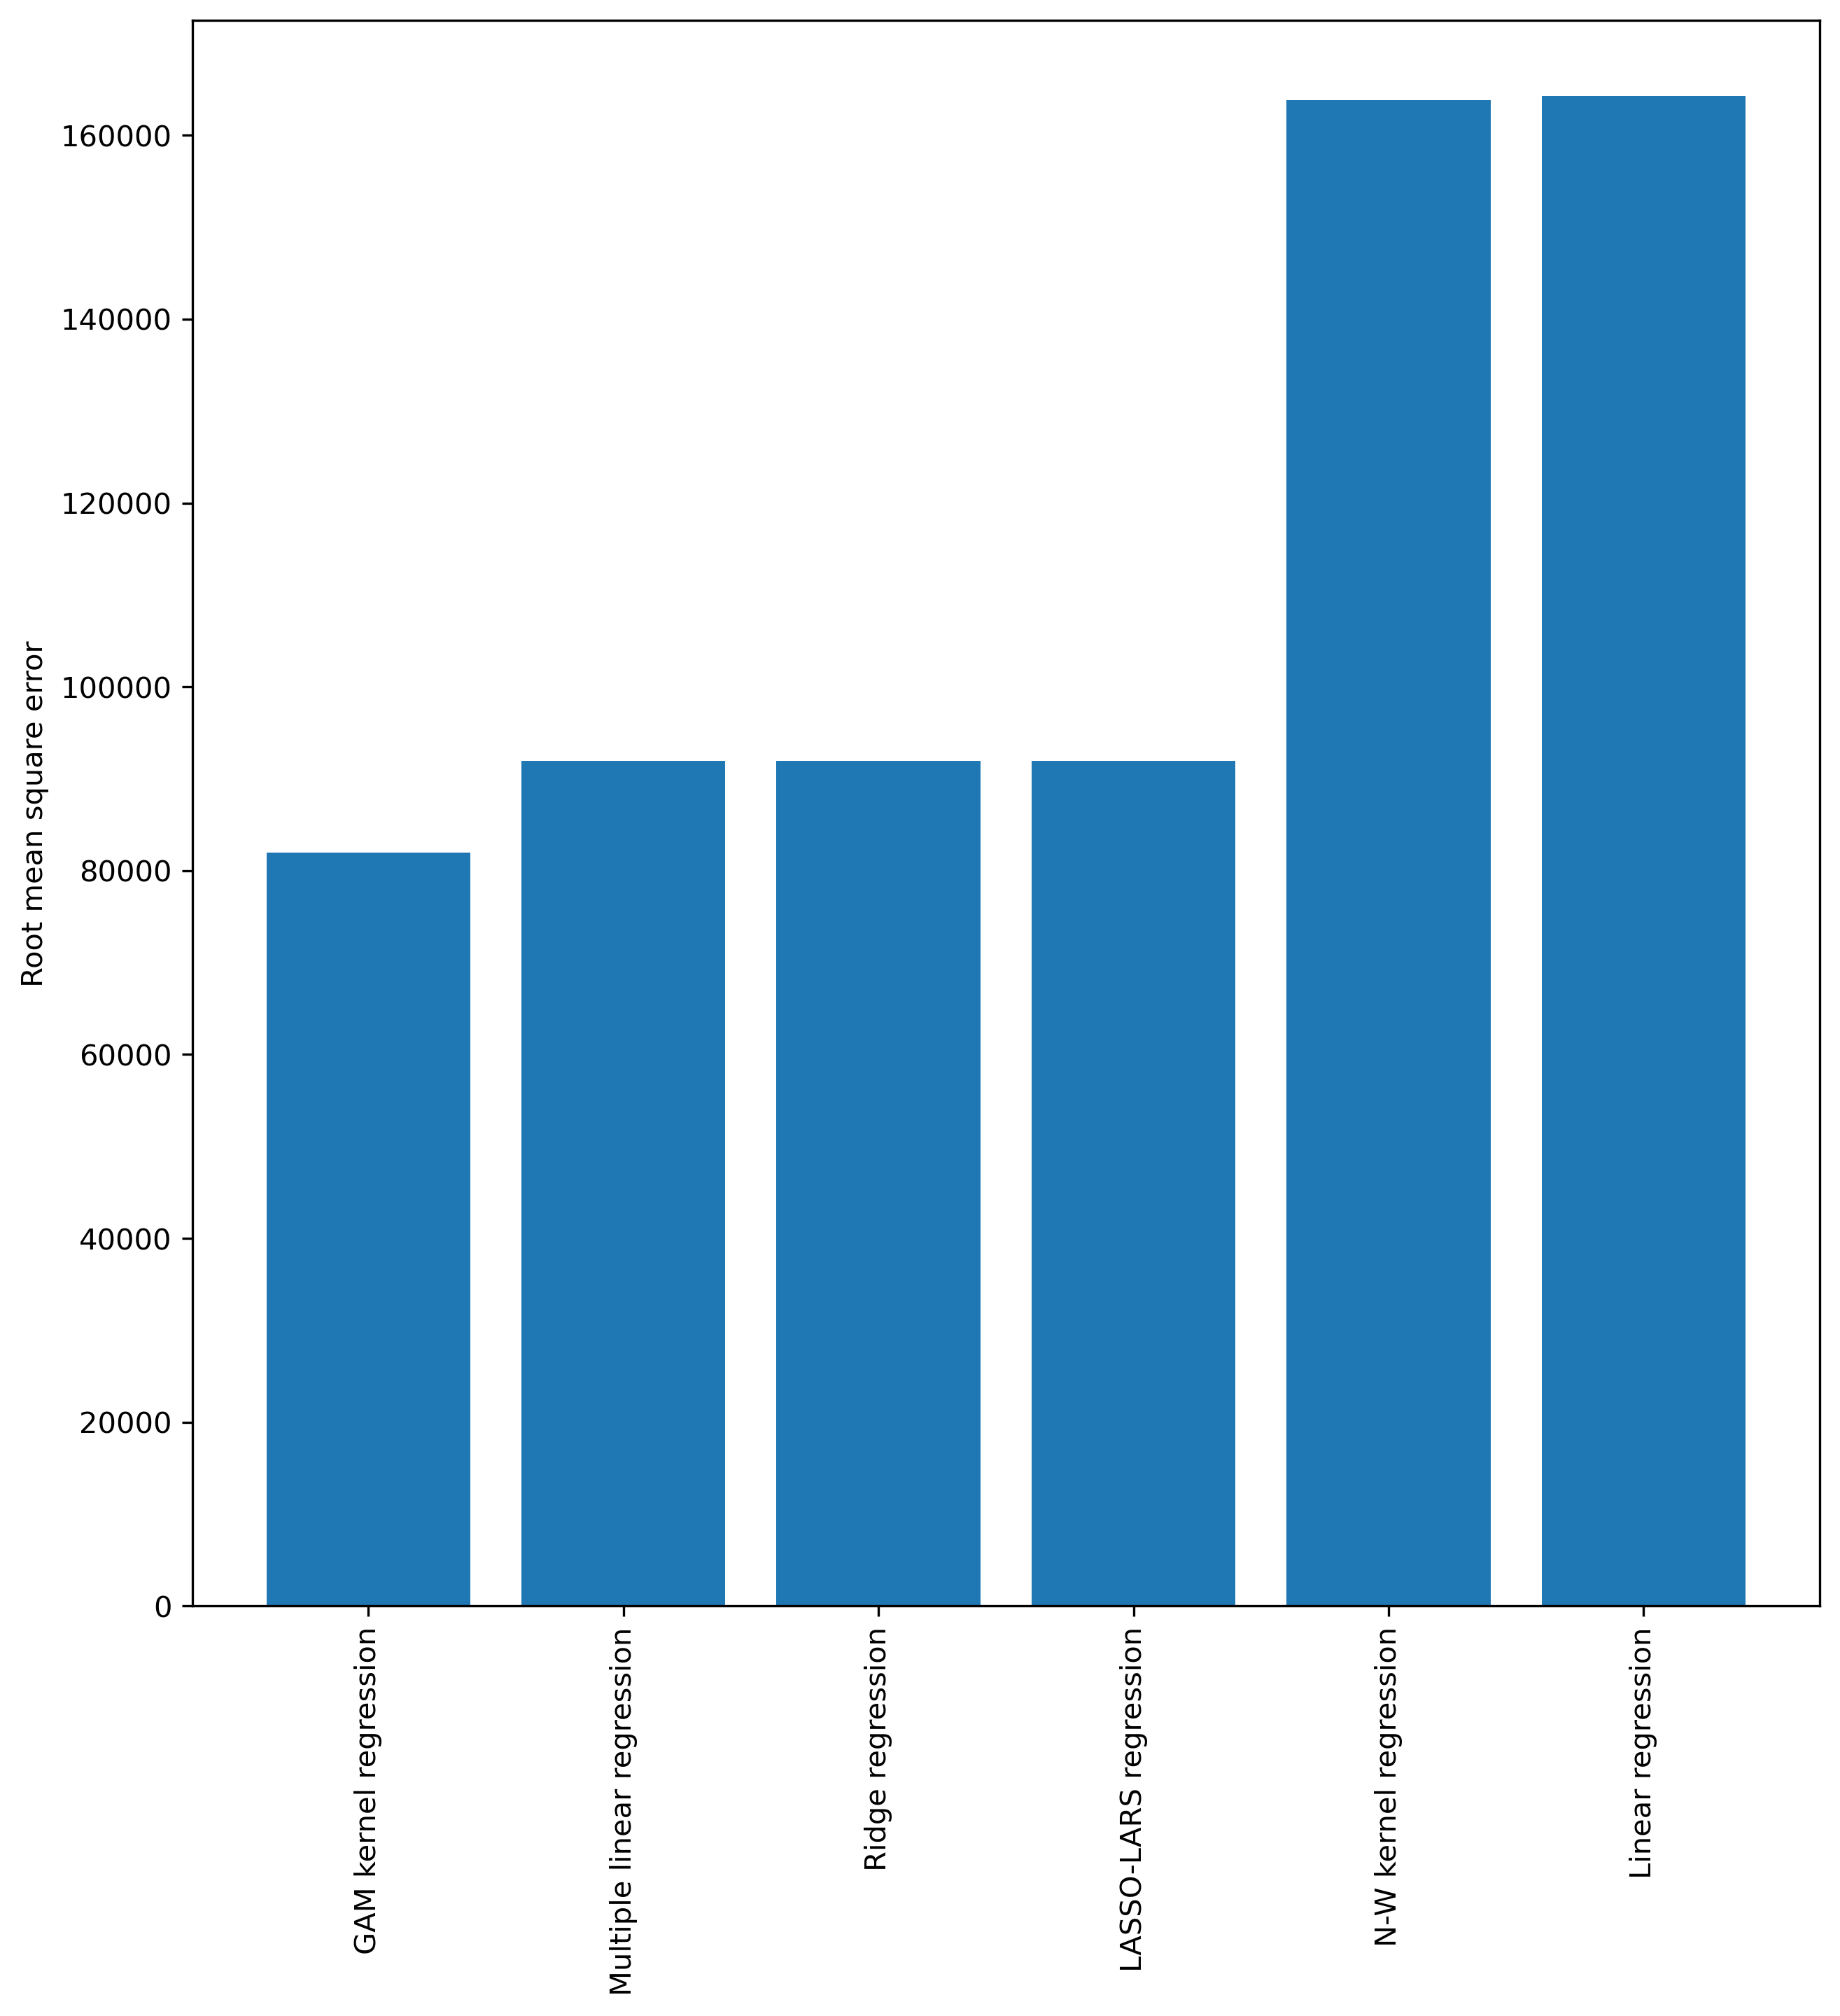 Root mean square error
160000
140000
120000
100000
80000
60000
40000
20000
0
GAM kernel regression
Multiple linear regression
Ridge regression
LASSO-LARS regression
N-W kernel regression
Linear regression